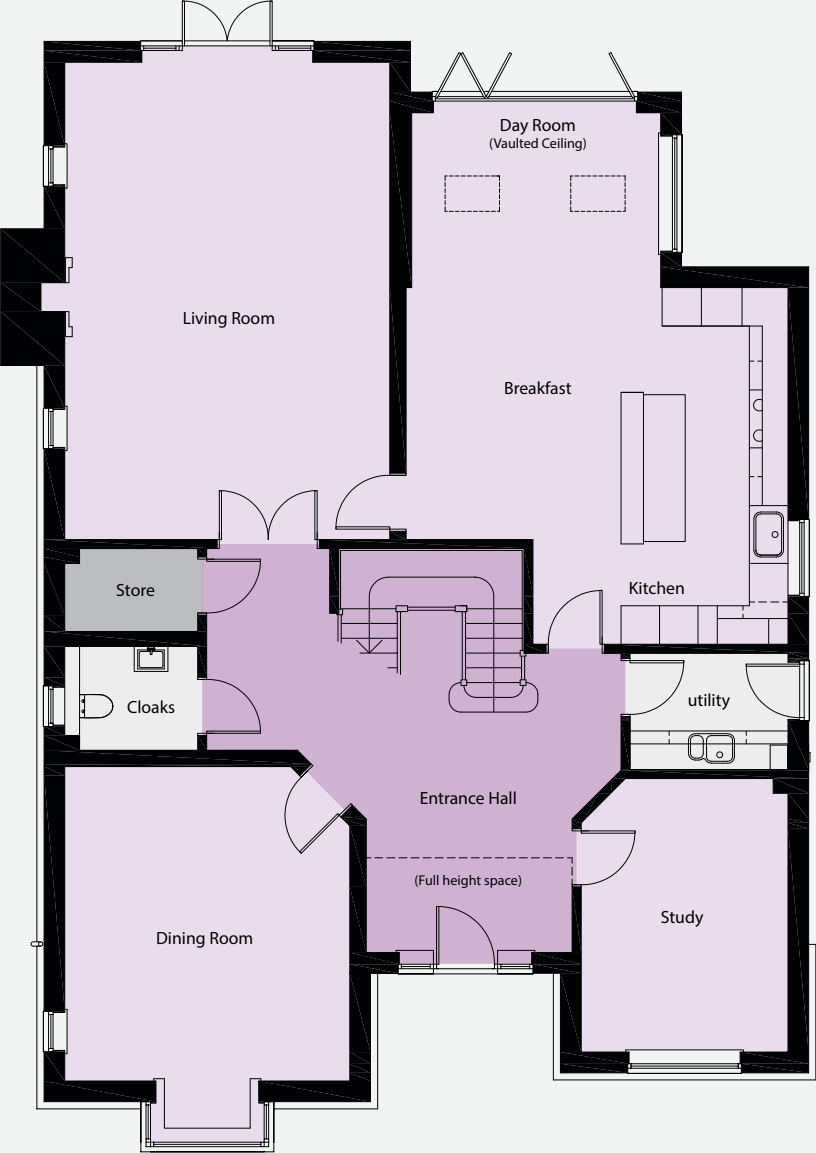 Day Room
(Vaulted Ceiling)
Living Room
Breakfast
Store
Kitchen
Cloaks
utility
Entrance Hall
(Full height space)
Study
Dining Room